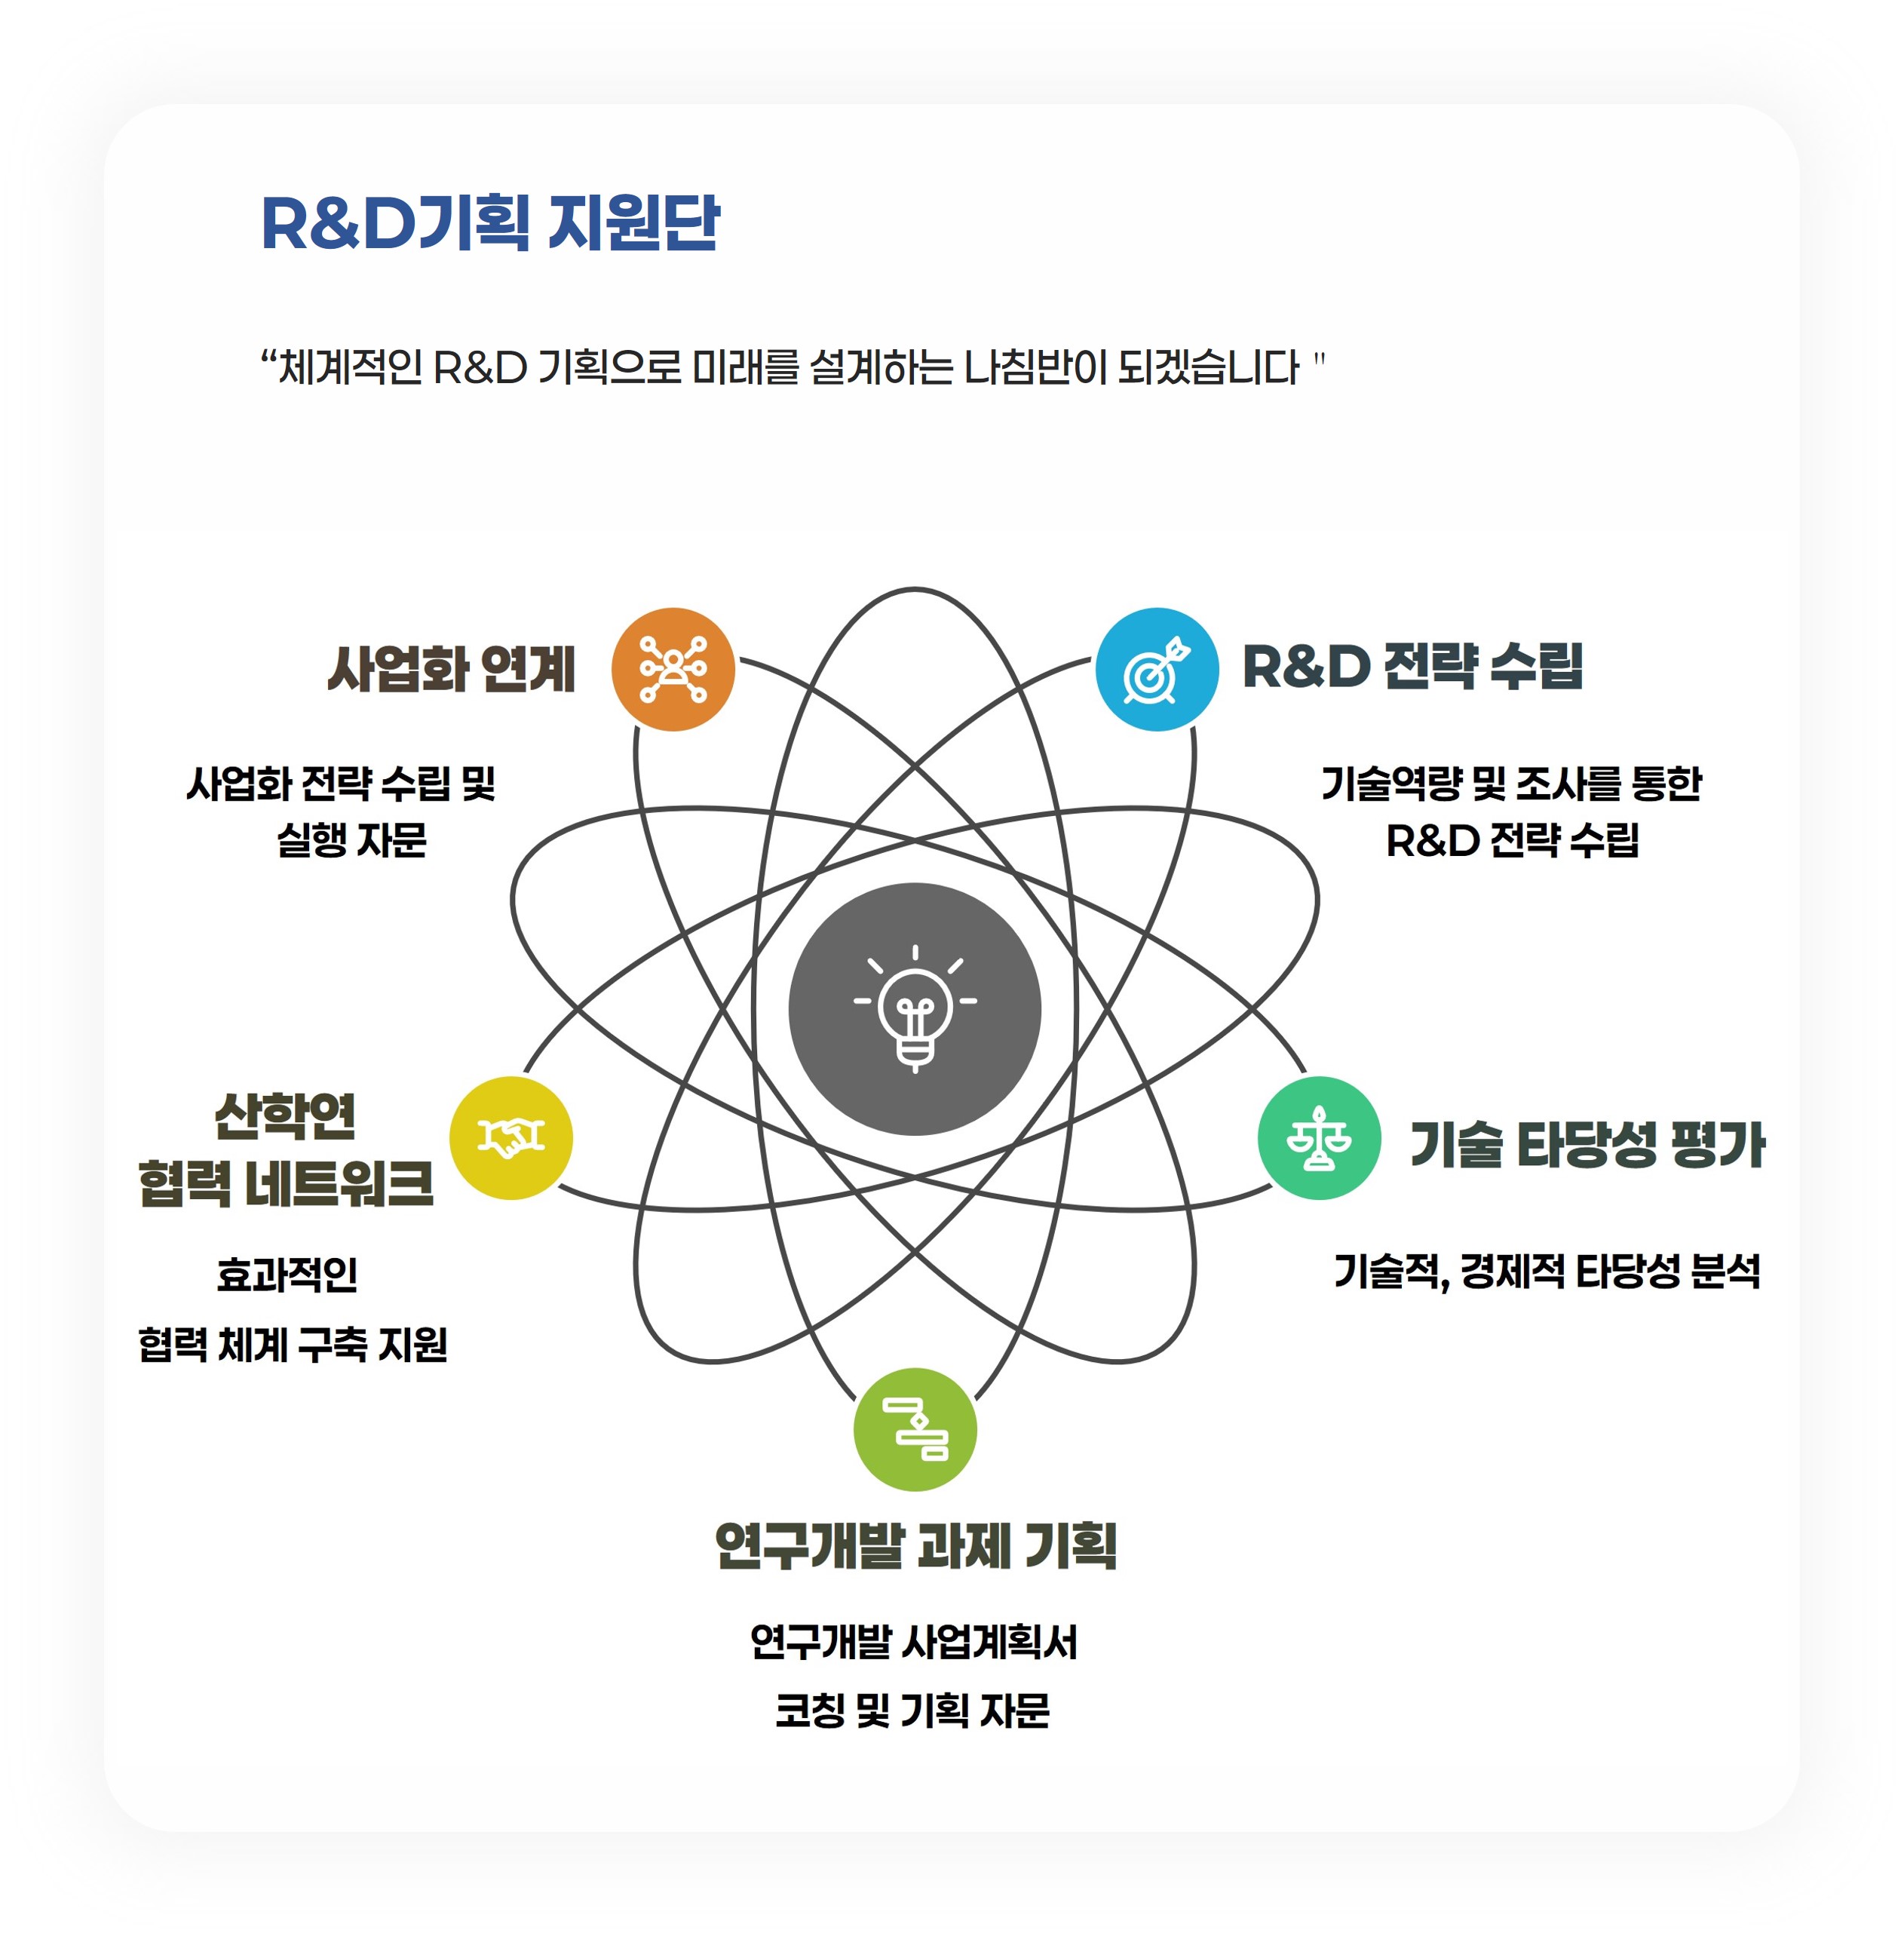 R&D기획 지원단
“체계적인 R&D 기획으로 미래를 설계하는 나침반이 되겠습니다 "
사업화 연계
사업화 전략 수립 및
실행 자문
R&D 전략 수립
기술역량 및 조사를 통한
R&D 전략 수립
산학연
협력 네트워크
효과적인
협력 체계 구축 지원
기술 타당성 평가
기술적, 경제적 타당성 분석
연구개발 과제 기획
연구개발 사업계획서
코칭 및 기획 자문